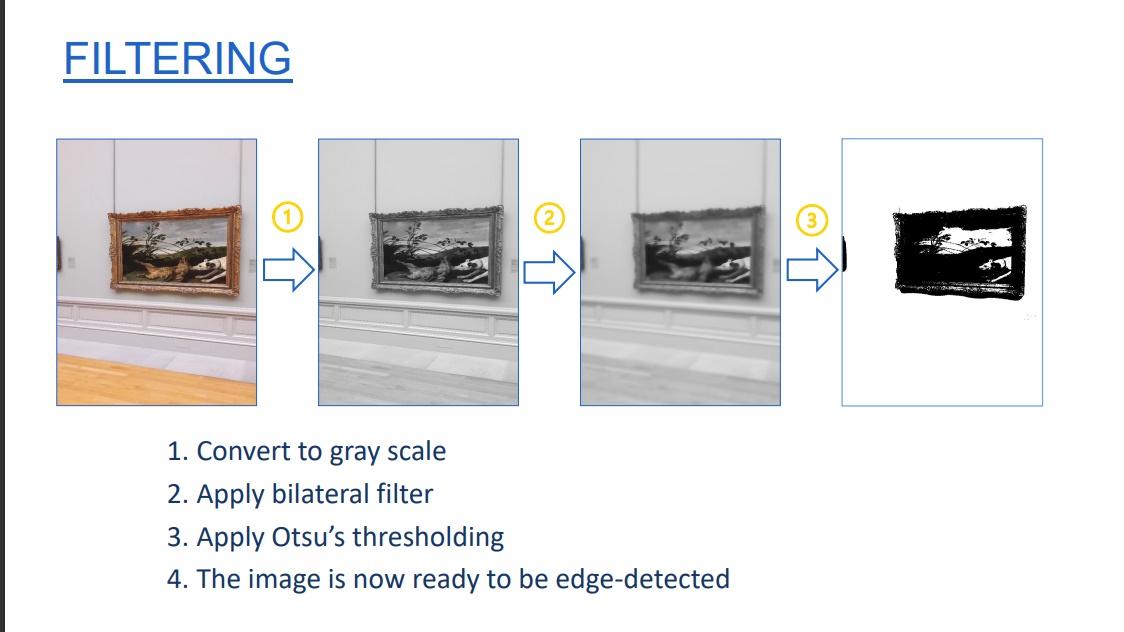 FILTERING
1
2
3
1. Convert to gray scale
2. Apply bilateral filter
3. Apply Otsu’s thresholding
4. The image is now ready to be edge-detected